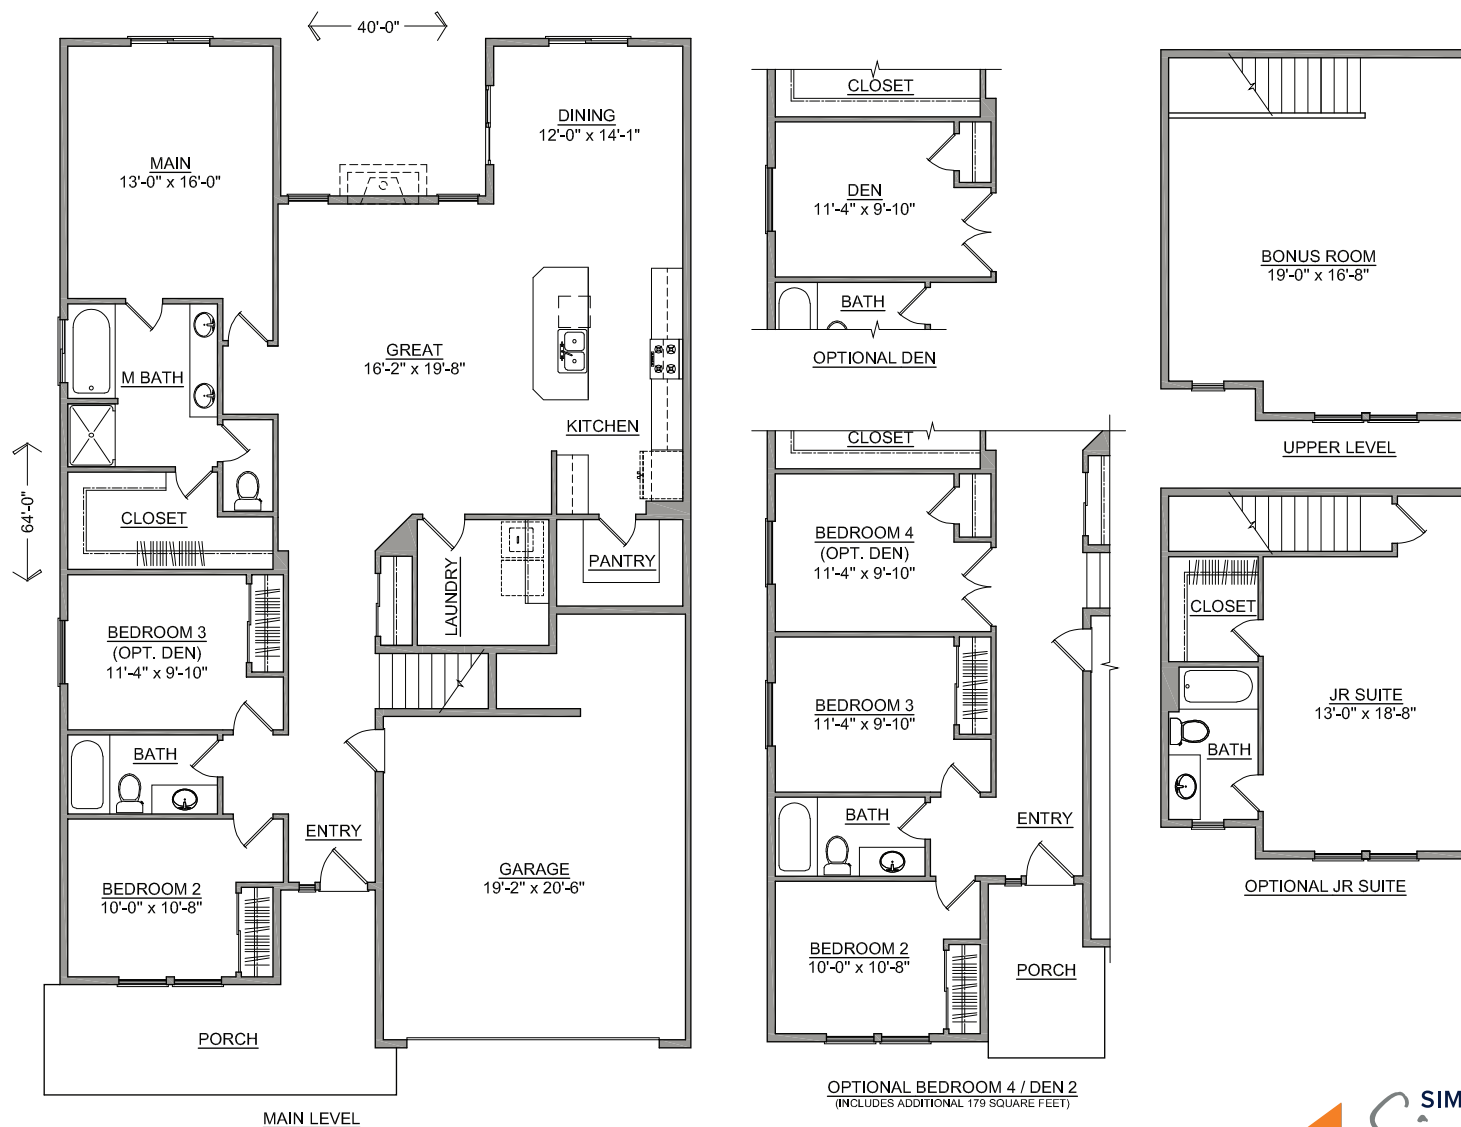 40'-0"
64'-0"
MAIN
13'-0" x 16'-0"
DINING
12'-0" x 14'-1"
GREAT
16'-2" x 19'-8"
M BATH
KITCHEN
CLOSET
PANTRY
LAUNDRY
BEDROOM 3
(OPT. DEN)
11'-4" x 9'-10"
BATH
ENTRY
BEDROOM 2
10'-0" x 10'-8"
GARAGE
19'-2" x 20'-6"
PORCH
MAIN LEVEL
CLOSET
DEN
11'-4" x 9'-10"
BATH
OPTIONAL DEN
CLOSET
BEDROOM 4
(OPT. DEN)
11'-4" x 9'-10"
BEDROOM 3
11'-4" x 9'-10"
BATH
ENTRY
BEDROOM 2
10'-0" x 10'-8"
PORCH
OPTIONAL BEDROOM 4 / DEN 2
(INCLUDES ADDITIONAL 179 SQUARE FEET)
BONUS ROOM
19'-0" x 16'-8"
UPPER LEVEL
CLOSET
JR SUITE
13'-0" x 18'-8"
BATH
OPTIONAL JR SUITE
SIM